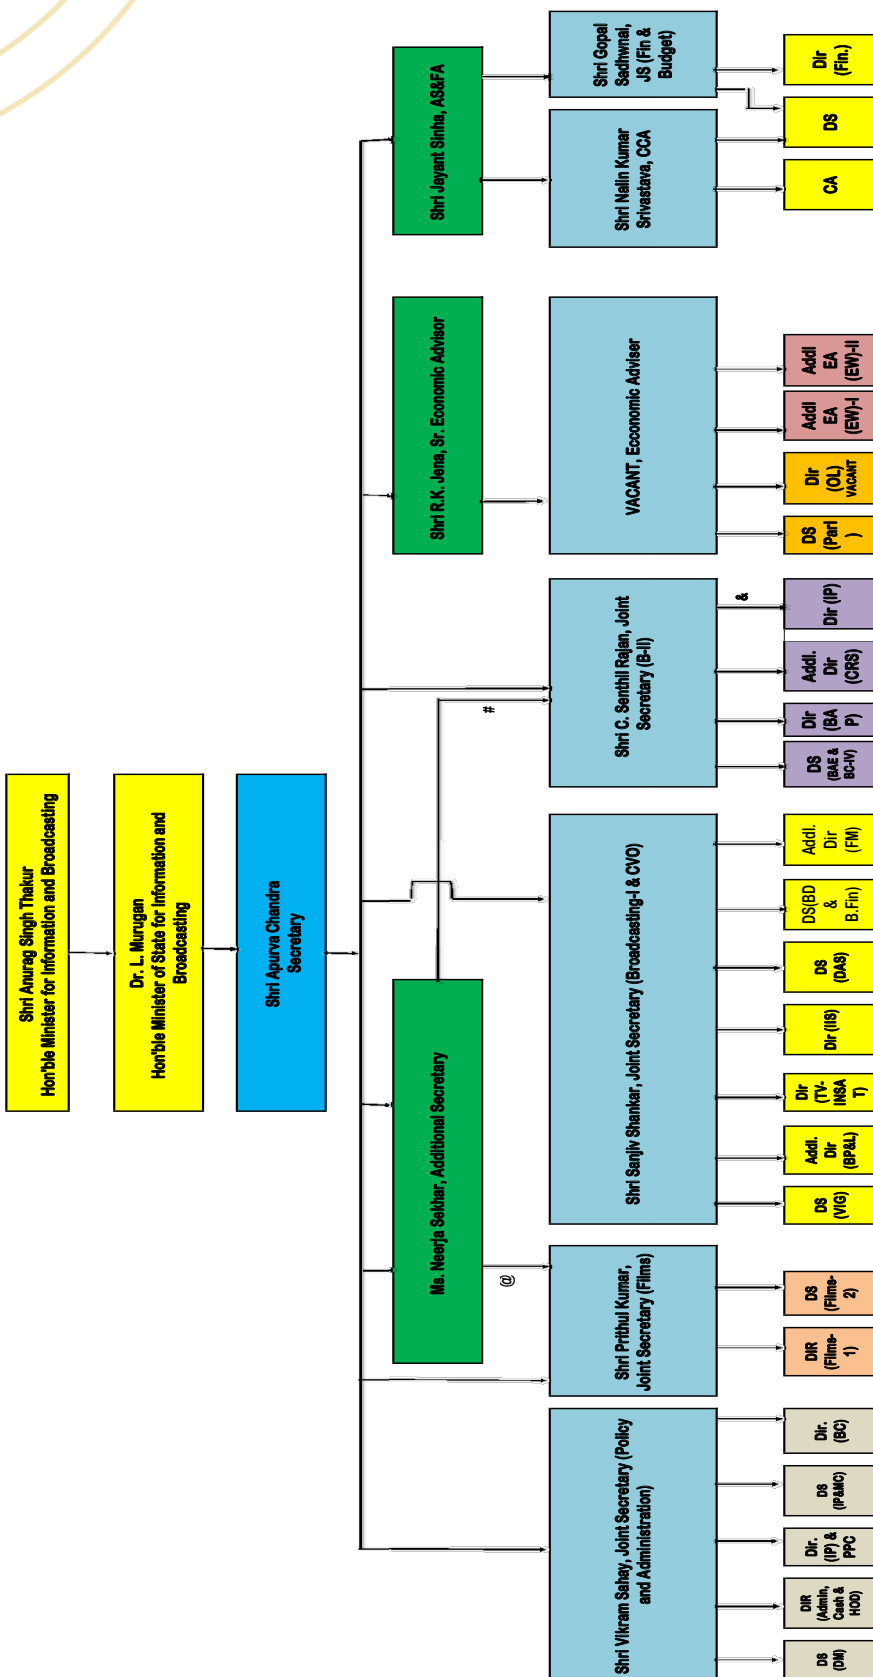 Shri Anurag Singh Thakur
Hon'ble Minister for Information and Broadcasting
Dr. L. Murugan
Hon'ble Minister of State for Information and
Broadcasting
Shri Apurva Chandra
Secretary
Ms. Neerja Sekhar, Additional Secretary
Shri R.K. Jena, Sr. Economic Advisor
Shri Jayant Sinha, AS&FA
@
#
Shri Vikram Sahay, Joint Secretary (Policy
and Administration)
Shri Prithul Kumar,
Joint Secretary (Films)
Shri Sanjiv Shankar, Joint Secretary (Broadcasting-I & CVO)
Shri C. Senthil Rajan, Joint
Secretary (B-II)
VACANT, Ecconomic Adviser
Shri Nalin Kumar
Srivastava, CCA
Shri Gopal
Sadhwnai,
JS (Fin &
Budget)
&
DS
(DM)
DIR
(Admin,
Cash &
HOD)
Dir.
(IP) &
PPC
DS
(IP&MC)
Dir.
(BC)
DIR
(Films-
1)
DS
(Films-
2)
DS
(VIG)
Addl.
Dir
(BP&L)
Dir
(TV-
INSA
T)
Dir (IIS)
DS
(DAS)
DS(BD
&
B.Fin)
Addl.
Dir
(FM)
DS
(BAE &
BC-IV)
Dir
(BA
P)
Addl.
Dir
(CRS)
Dir (IP)
DS
(Parl
)
Dir
(OL)
VACANT
Addl
EA
(EW)-I
Addl
EA
(EW)-II
CA
DS
Dir
(Fin.)